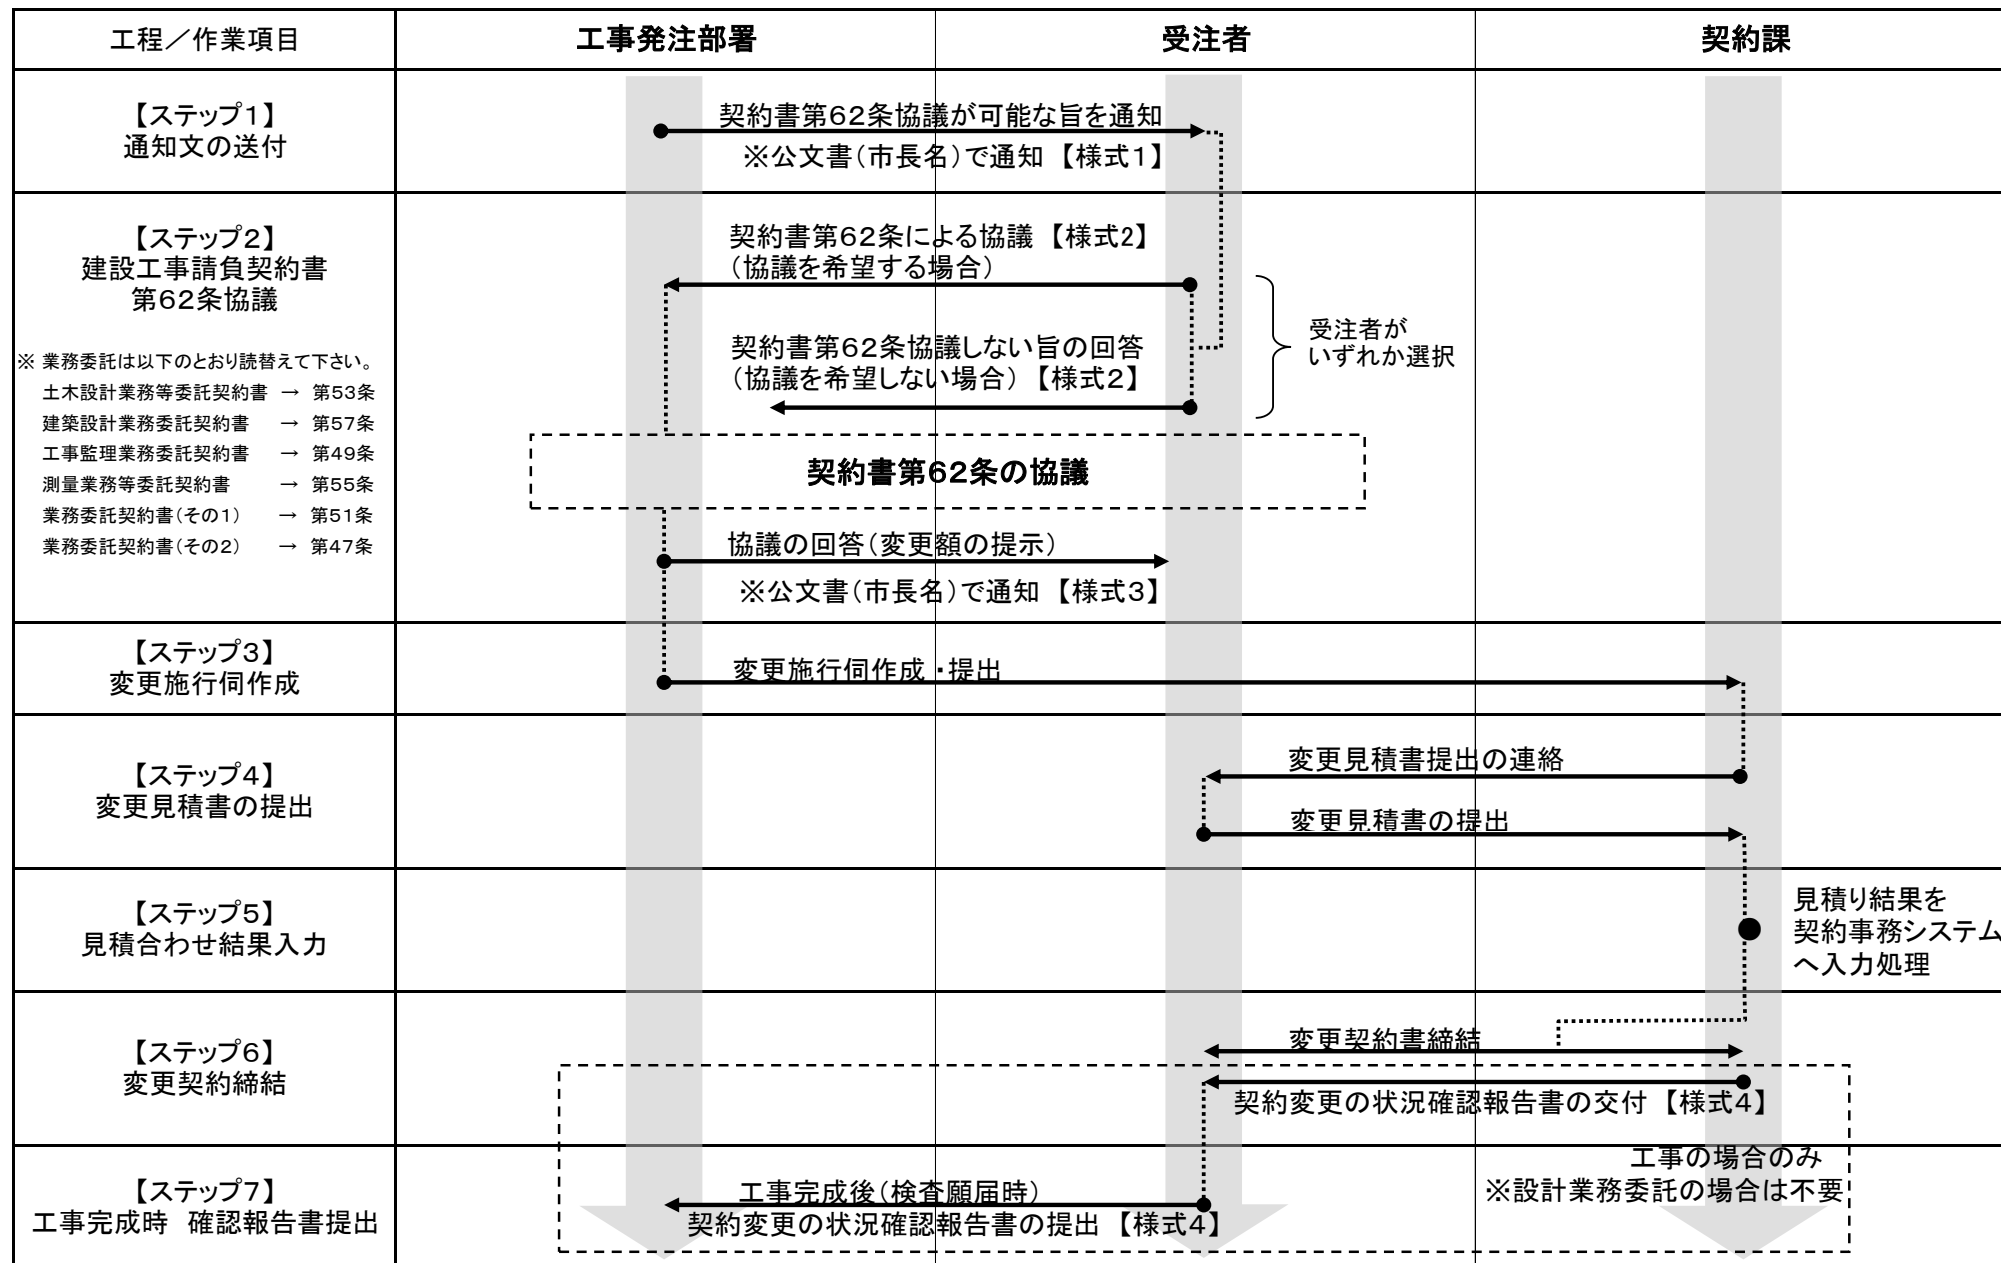 工程／作業項目
工事発注部署
受注者
契約課
【ステップ１】
通知文の送付
契約書第６２条協議が可能な旨を通知
※公文書（市長名）で通知 【様式１】
【ステップ２】
建設工事請負契約書
第６２条協議
※ 業務委託は以下のとおり読替えて下さい。
土木設計業務等委託契約書 → 第５３条
建築設計業務委託契約書 → 第５７条
工事監理業務委託契約書 → 第４９条
測量業務等委託契約書 → 第５５条
業務委託契約書（その１） → 第５１条
業務委託契約書（その２） → 第４７条
契約書第６２条による協議 【様式２】
（協議を希望する場合）
契約書第６２条協議しない旨の回答
（協議を希望しない場合） 【様式２】
受注者が
いずれか選択
契約書第６２条の協議
協議の回答（変更額の提示）
※公文書（市長名）で通知 【様式３】
【ステップ３】
変更施行伺作成
変更施行伺作成・提出
【ステップ４】
変更見積書の提出
変更見積書提出の連絡
変更見積書の提出
【ステップ５】
見積合わせ結果入力
見積り結果を
契約事務システム
へ入力処理
【ステップ６】
変更契約締結
変更契約書締結
契約変更の状況確認報告書の交付 【様式４】
【ステップ７】
工事完成時 確認報告書提出
工事完成後（検査願届時）
契約変更の状況確認報告書の提出 【様式４】
工事の場合のみ
※設計業務委託の場合は不要